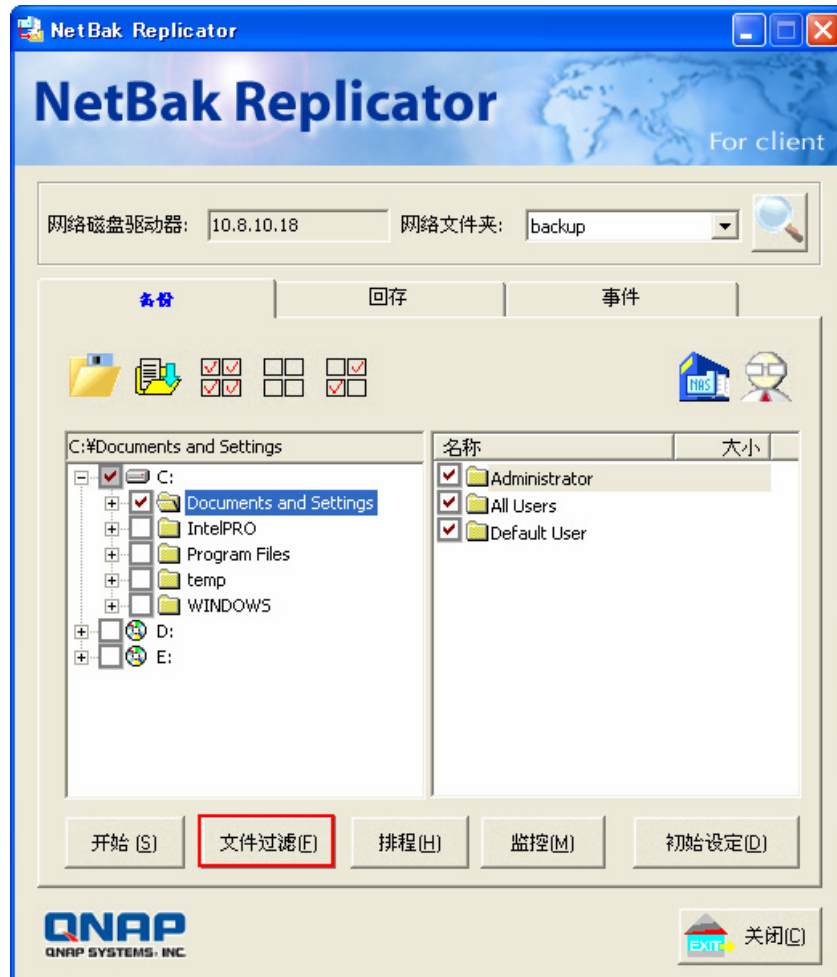 NetBak Replicator
NetBak Replicator
For client
网络磁盘驱动器: 10.8.10.18 网络文件夹: backup
备份 回存 事件
NAS
C:¥Documents and Settings
名称 大小
C:
Documents and Settings
IntelPRO
Program Files
temp
WINDOWS
D:
E:
Administrator
All Users
Default User
开始 (S) 文件过滤(F) 排程(H) 监控(M) 初始设定(D)
QNAP
QNAP SYSTEMS, INC
EXIT 关闭(C)